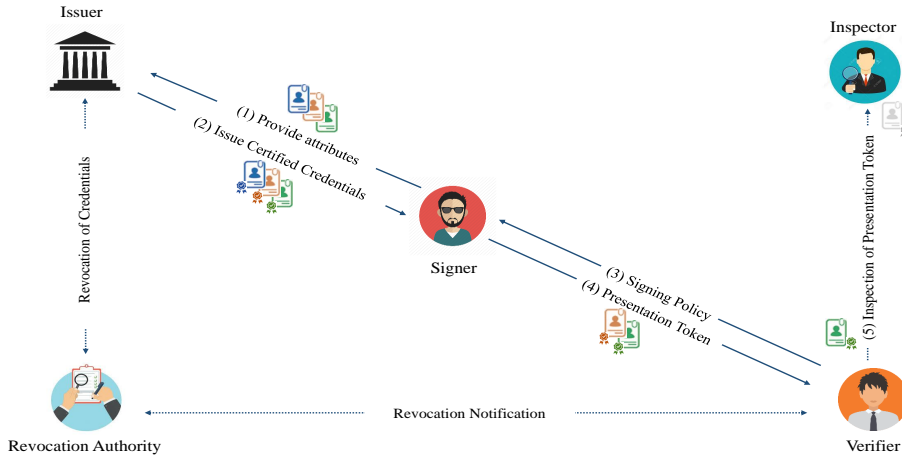 Issuer
Inspector
(1) Provide attributes
(2) Issue Certified Credentials
Revocation of Credentials
(5) Inspection of Presentation Token
Signer
(3) Signing Policy
(4) Presentation Token
Revocation Notification
Revocation Authority
Verifier